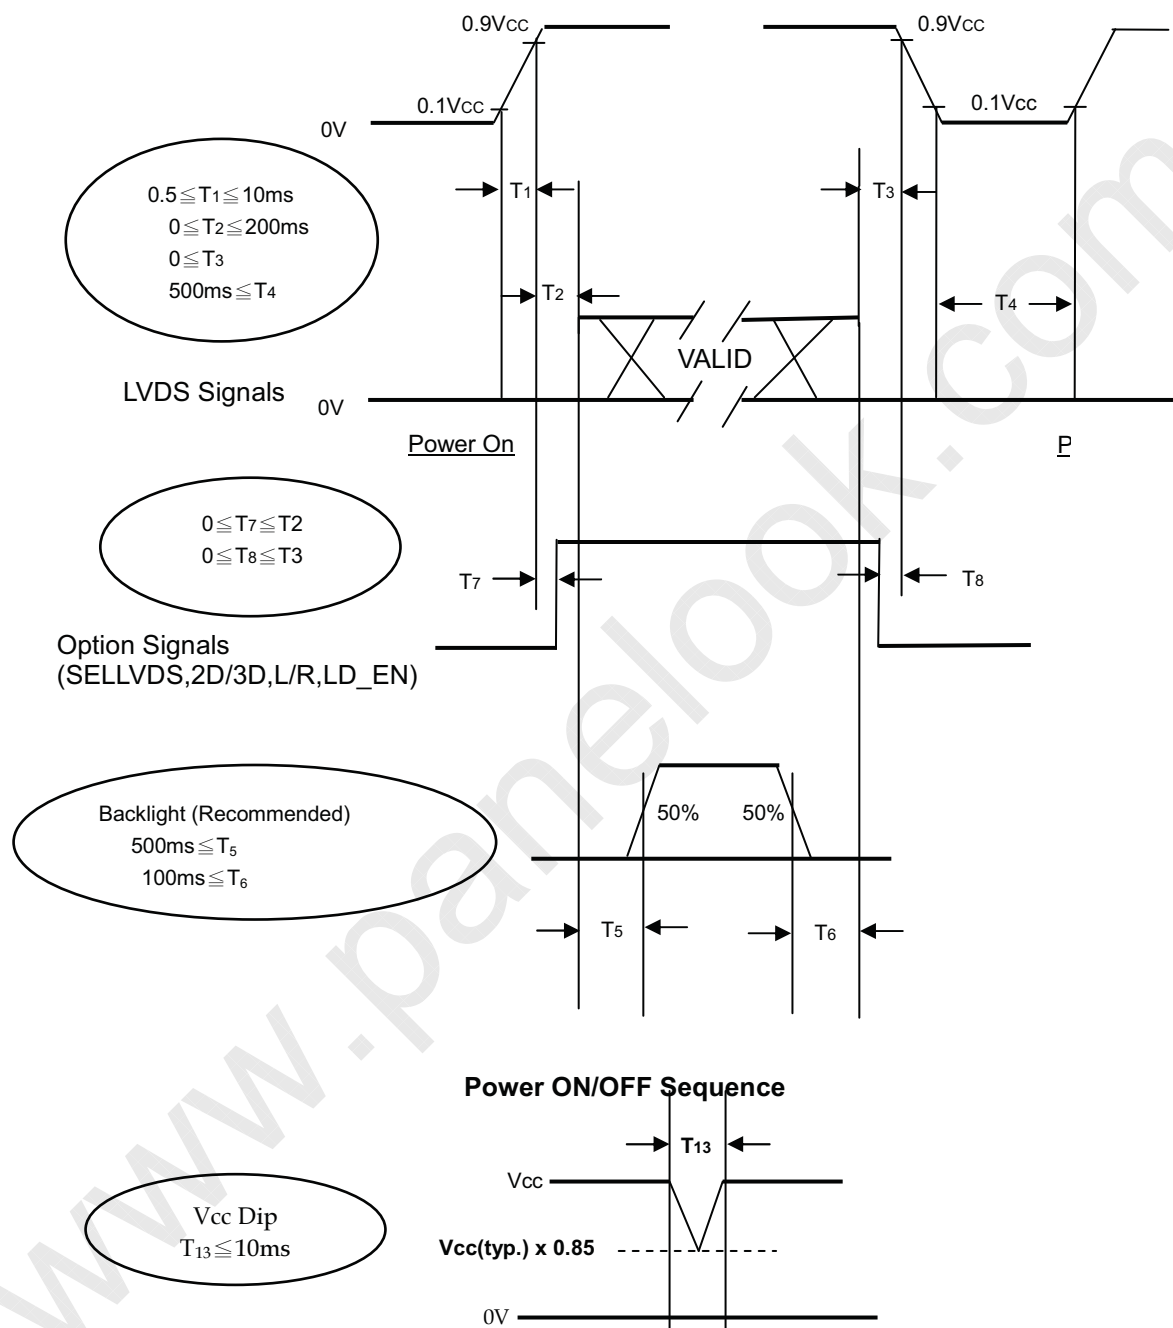 0.9Vcc
0.9Vcc
0.1Vcc
0.1Vcc
0V
0.5≦T1≦10ms
0≦T2≦200ms
0≦T3
500ms≦T4
T1
T3
T2
T4
VALID
LVDS Signals
0V
Power On
P
0≦T7≦T2
0≦T8≦T3
T7
T8
Option Signals
(SELLVDS,2D/3D,L/R,LD_EN)
Backlight (Recommended)
500ms≦T5
100ms≦T6
50%
50%
T5
T6
Power ON/OFF Sequence
T13
Vcc
Vcc Dip
T13≦10ms
Vcc(typ.) x 0.85
0V
www.panelook.com